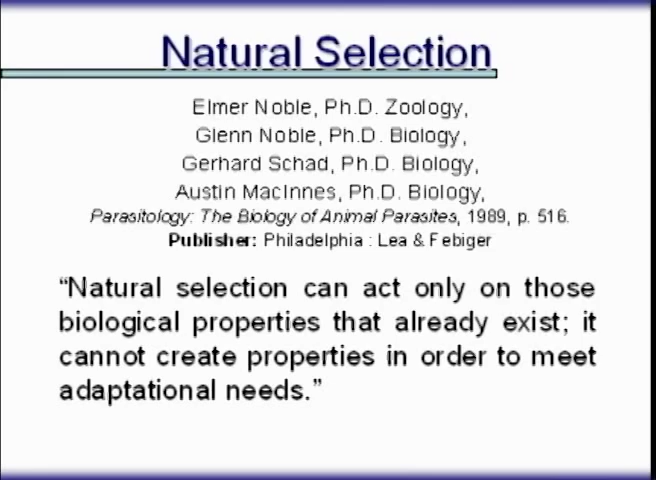 Natural Selection
Elmer Noble, Ph.D. Zoology,
Glenn Noble, Ph.D. Biology,
Gerhard Schad, Ph.D. Biology,
Austin MacInnes, Ph.D. Biology,
Parasitology: The Biology of Animal Parasites, 1989, p. 516.
Publisher: Philadelphia : Lea & Febiger
“Natural selection can act only on those
biological properties that already exist; it
cannot create properties in order to meet
adaptational needs.”